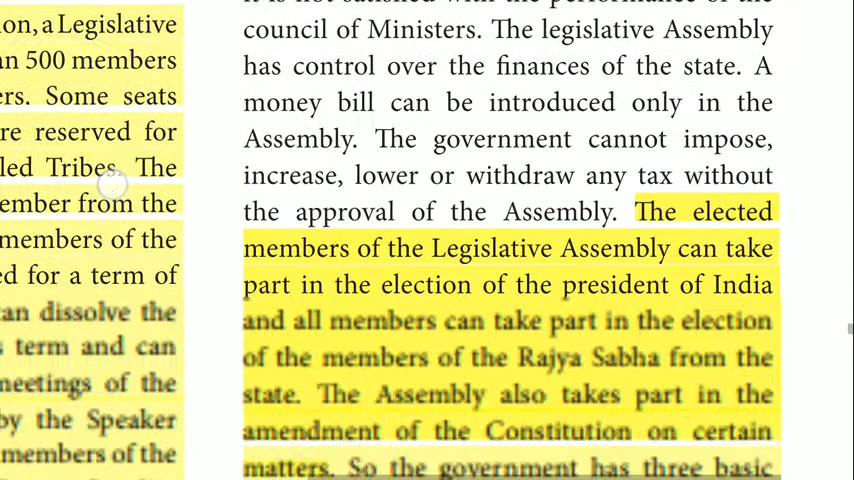 on, a Legislative
an 500 members
ers. Some seats
re reserved for
led Tribes. The
ember from the
members of the
ed for a term of
an dissolve the
s term and can
meetings of the
by the Speaker
members of the
council of Ministers. The legislative Assembly
has control over the finances of the state. A
money bill can be introduced only in the
Assembly. The government cannot impose,
increase, lower or withdraw any tax without
the approval of the Assembly. The elected
members of the Legislative Assembly can take
part in the election of the president of India
and all members can take part in the election
of the members of the Rajya Sabha from the
state. The Assembly also takes part in the
amendment of the Constitution on certain
matters. So the government has three basic